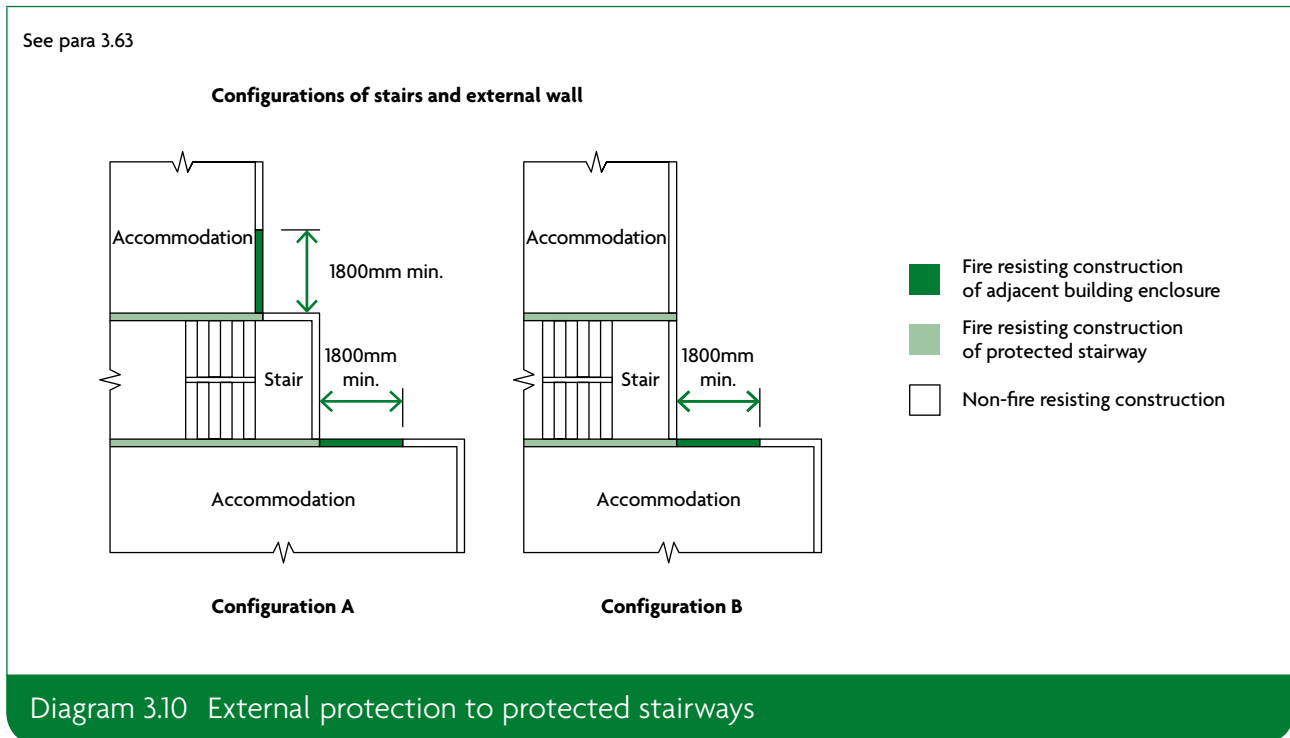 See para 3.63
Configurations of stairs and external wall
Accommodation
1800mm min.
1800mm
min.
Stair
Accommodation
Configuration A
Accommodation
1800mm
min.
Stair
Accommodation
Configuration B
Fire resisting construction
of adjacent building enclosure
Fire resisting construction
of protected stairway
Non-fire resisting construction
Diagram 3.10 External protection to protected stairways